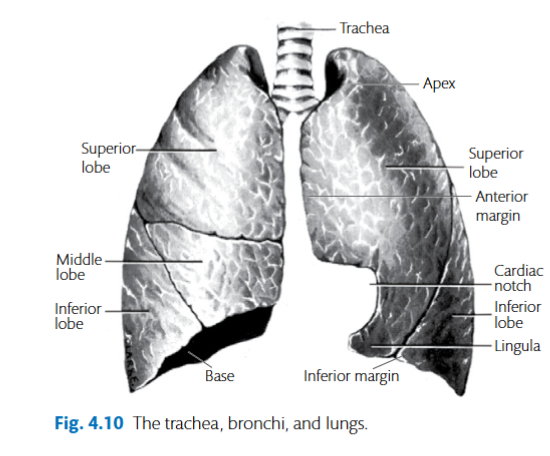 Trachea
Apex
Superior
lobe
Superior
lobe
Anterior
margin
Middle
lobe
Cardiac
notch
Inferior
lobe
Inferior
lobe
Lingula
Base
Inferior margin
Fig. 4.10 The trachea, bronchi, and lungs.